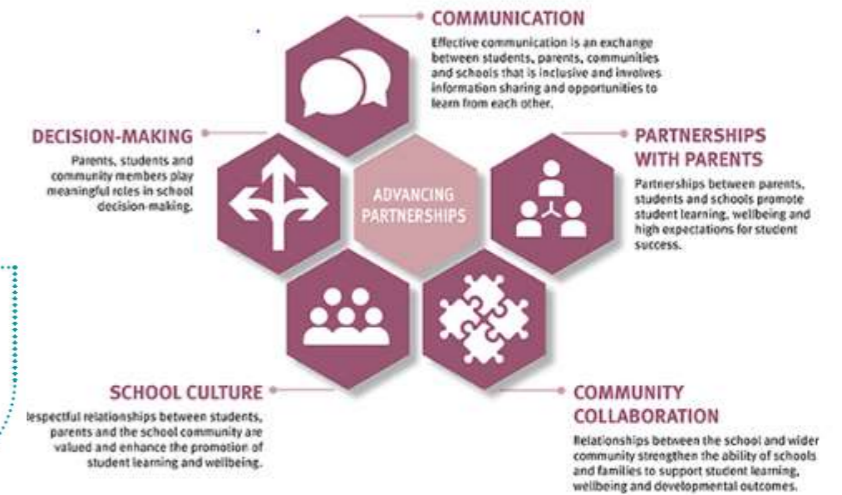 COMMUNICATION
Effective communication is an exchange
between students, parents, communities
and schools that is inclusive and involves
information sharing and opportunities to
learn from each other.
DECISION-MAKING
Parents, students and
community members play
meaningful roles in school
decision-making.
ADVANCING
PARTNERSHIPS
PARTNERSHIPS
WITH PARENTS
Partnerships between parents,
students and schools promote
student learning, wellbeing and
high expectations for student
success.
SCHOOL CULTURE
lespectful relationships between students,
parents and the school community are
valued and enhance the promotion of
student learning and wellbeing.
COMMUNITY
COLLABORATION
Relationships between the school and wider
community strengthen the ability of schools
and families to support student learning,
wellbeing and developmental outcomes.